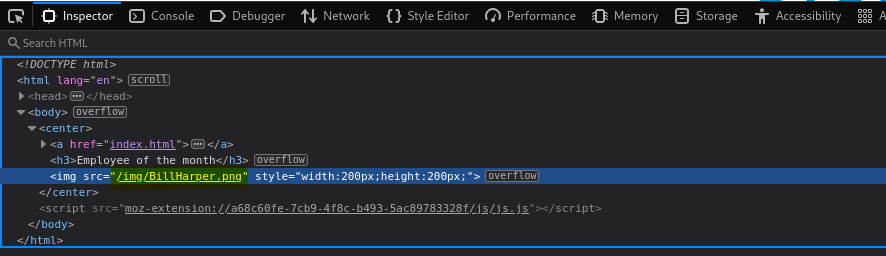 Inspector Console Debugger Network Style Editor Performance Memory Storage Accessibility A
Search HTML
<!DOCTYPE html>
<html lang="en"> scroll
<head> ••• </head>
<body> overflow
<center>
<a href="index.html"> ••• </a>
<h3>Employee of the month</h3> overflow
<img src="/img/BillHarper.png" style="width:200px;height:200px;"> overflow
</center>
<script src="moz-extension://a68c60fe-7cb9-4f8c-b493-5ac89783328f/js/js.js"></script>
</body>
</html>